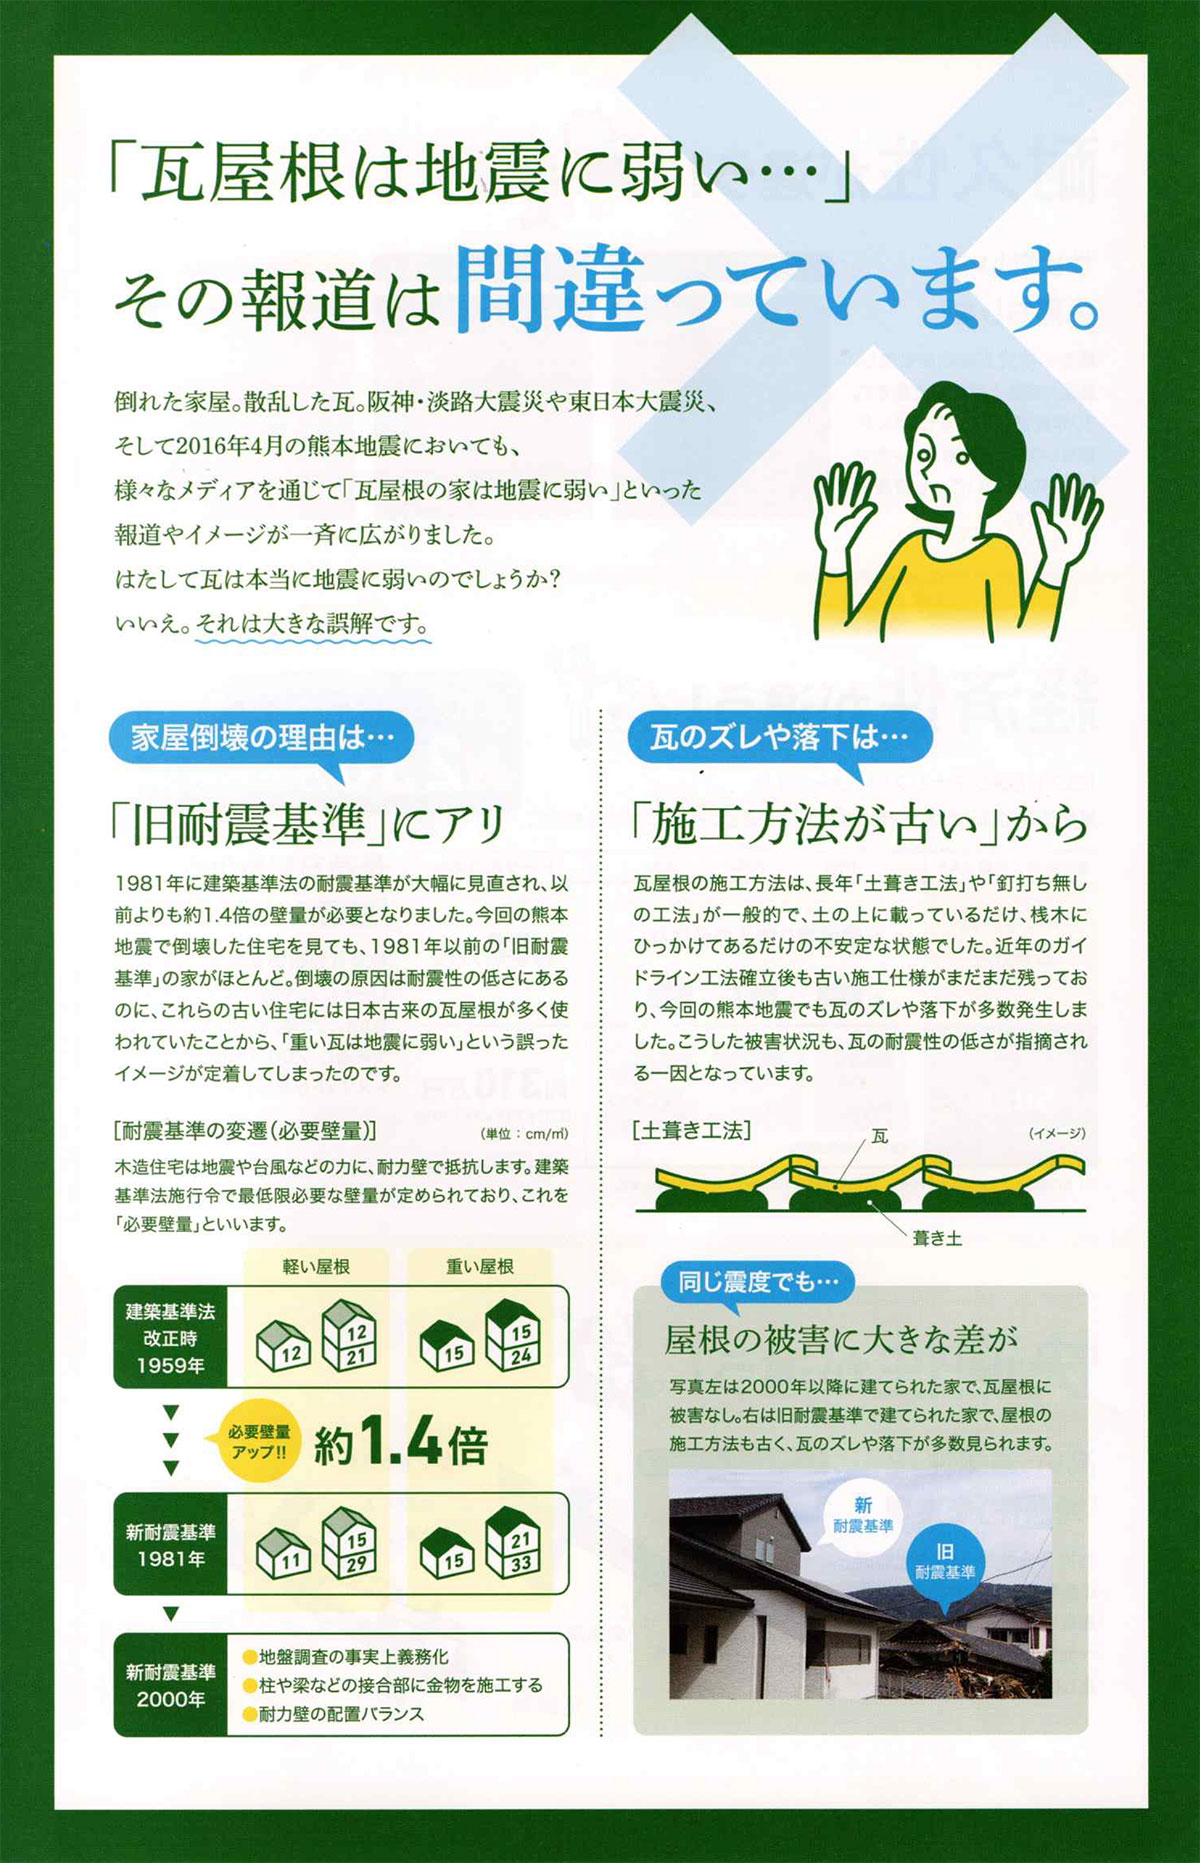 「瓦屋根は地震に弱い…」
その報道は間違っています。
倒れた家屋。散乱した瓦。阪神・淡路大震災や東日本大震災、
そして2016年4月の熊本地震においても、
様々なメディアを通じて「瓦屋根の家は地震に弱い」といった
報道やイメージが一斉に広がりました。
はたして瓦は本当に地震に弱いのでしょうか?
いいえ。それは大きな誤解です。
家屋倒壊の理由は…
「旧耐震基準」にアリ
1981年に建築基準法の耐震基準が大幅に見直され、以
前よりも約1.4倍の壁量が必要となりました。今回の熊本
地震で倒壊した住宅を見ても、1981年以前の「旧耐震
基準」の家がほとんど。倒壊の原因は耐震性の低さにある
のに、これらの古い住宅には日本古来の瓦屋根が多く使
われていたことから、「重い瓦は地震に弱い」という誤った
イメージが定着してしまったのです。
[耐震基準の変遷(必要壁量)]
(単位:cm/㎡)
木造住宅は地震や台風などの力に、耐力壁で抵抗します。建築
基準法施行令で最低限必要な壁量が定められており、これを
「必要壁量」といいます。
軽い屋根
重い屋根
建築基準法
改正時
1959年
12
12
21
15
15
24
必要壁量
アップ!!
約1.4倍
新耐震基準
1981年
11
15
29
15
21
33
新耐震基準
2000年
●地盤調査の事実上義務化
●柱や梁などの接合部に金物を施工する
●耐力壁の配置バランス
瓦のズレや落下は…
「施工方法が古い」から
瓦屋根の施工方法は、長年「土葺き工法」や「釘打ち無し
の工法」が一般的で、土の上に載っているだけ、桟木に
ひっかけてあるだけの不安定な状態でした。近年のガイ
ドライン工法確立後も古い施工仕様がまだまだ残ってお
り、今回の熊本地震でも瓦のズレや落下が多数発生しま
した。こうした被害状況も、瓦の耐震性の低さが指摘され
る一因となっています。
[土葺き工法]
瓦
(イメージ)
葺き土
同じ震度でも…
屋根の被害に大きな差が
写真左は2000年以降に建てられた家で、瓦屋根に
被害なし。右は旧耐震基準で建てられた家で、屋根の
施工方法も古く、瓦のズレや落下が多数見られます。
新
耐震基準
旧
耐震基準